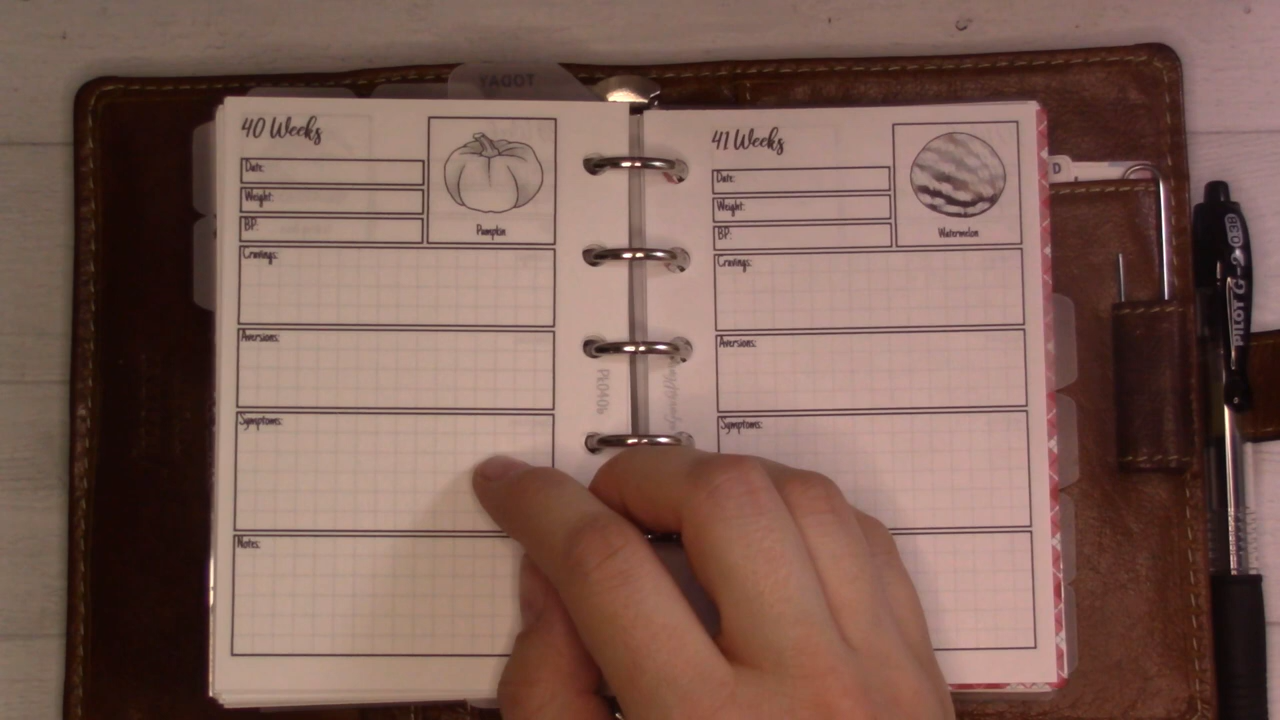 TODAY
40 Weeks
Date:
Weight:
BP:
Pumpkin
Cravings:
Aversions:
Symptoms:
Notes:
PL0406
41 Weeks
Date:
Weight:
BP:
Watermelon
Cravings:
Aversions:
Symptoms:
D
PILOT G-2 038